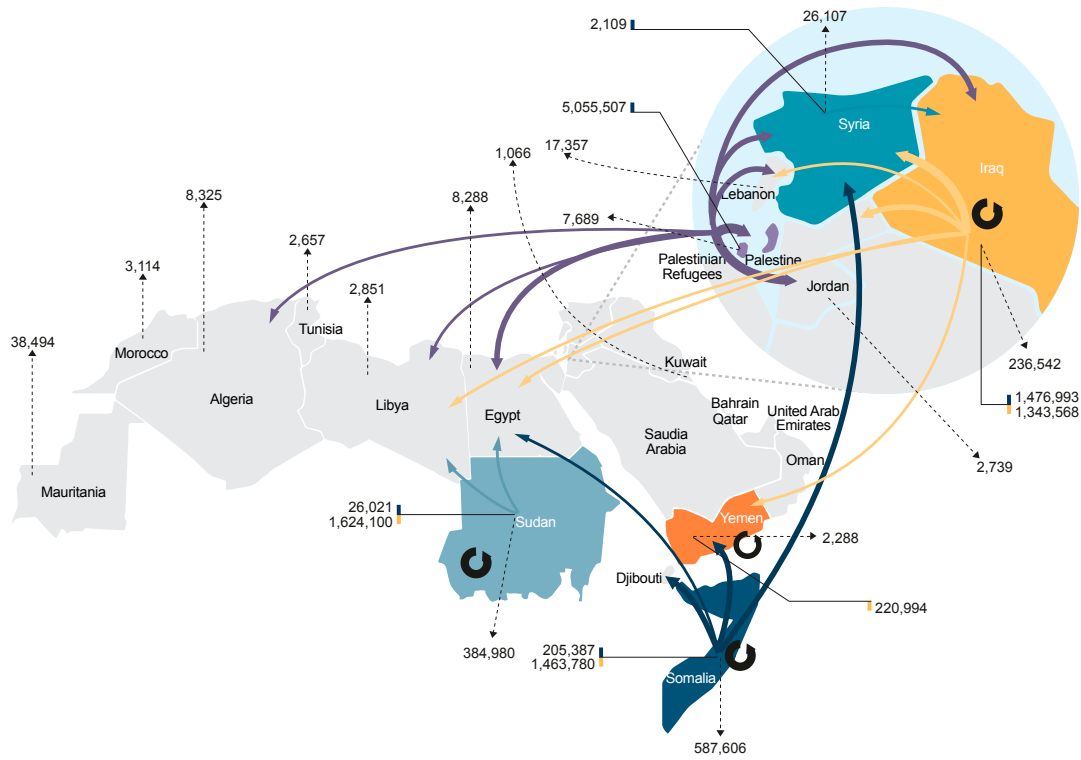 2,109
26,107
5,055,507
Syria
17,357
1,066
Iraq
Lebanon
8,325
8,288
7,689
2,657
Palestinian
Refugees
Palestine
3,114
2,851
Jordan
Tunisia
38,494
Morocco
Kuwait
236,542
1,476,993
1,343,568
Algeria
Libya
Egypt
Bahrain
Qatar
United Arab
Emirates
Saudia
Arabia
Oman
2,739
Mauritania
26,021
1,624,100
Sudan
Yemen
2,288
Djibouti
220,994
384,980
205,387
1,463,780
Somalia
587,606